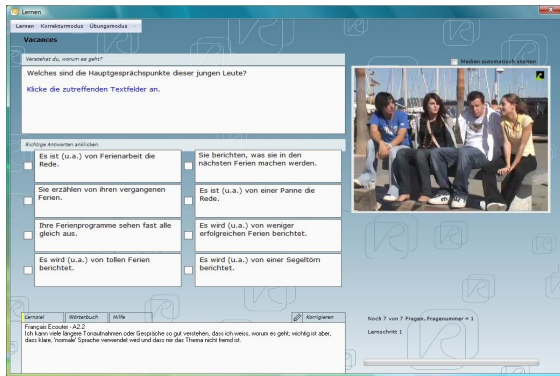 Lernen
Lernen Korrekturmodus Übungsmodus
Vacances
Verstehst du, worum es geht?
Medien automatisch starten
Welches sind die Hauptgesprächspunkte dieser jungen Leute?
Klicke die zutreffenden Textfelder an.
Richtige Antworten anklicken.
Es ist (u.a.) von Ferienarbeit die
Rede.
Sie berichten, was sie in den
nächsten Ferien machen werden.
Sie erzählen von ihren vergangenen
Ferien.
Es ist (u.a.) von einer Panne die
Rede.
Ihre Ferienprogramme sehen fast alle
gleich aus.
Es wird (u.a.) von weniger
erfolgreichen Ferien berichtet.
Es wird (u.a.) von tollen Ferien
berichtet.
Es wird (u.a.) von einer Segeltörn
berichtet.
Lernziel Wörterbuch Hilfe Korrigieren
Noch 7 von 7 Fragen, Fragenummer = 1
Lernschritt 1
Français Ecouter - A2.2
Ich kann viele längere Tonaufnahmen oder Gespräche so gut verstehen, dass ich weiss, worum es geht; wichtig ist aber,
dass klare, 'normale' Sprache verwendet wird und dass mir das Thema nicht fremd ist.